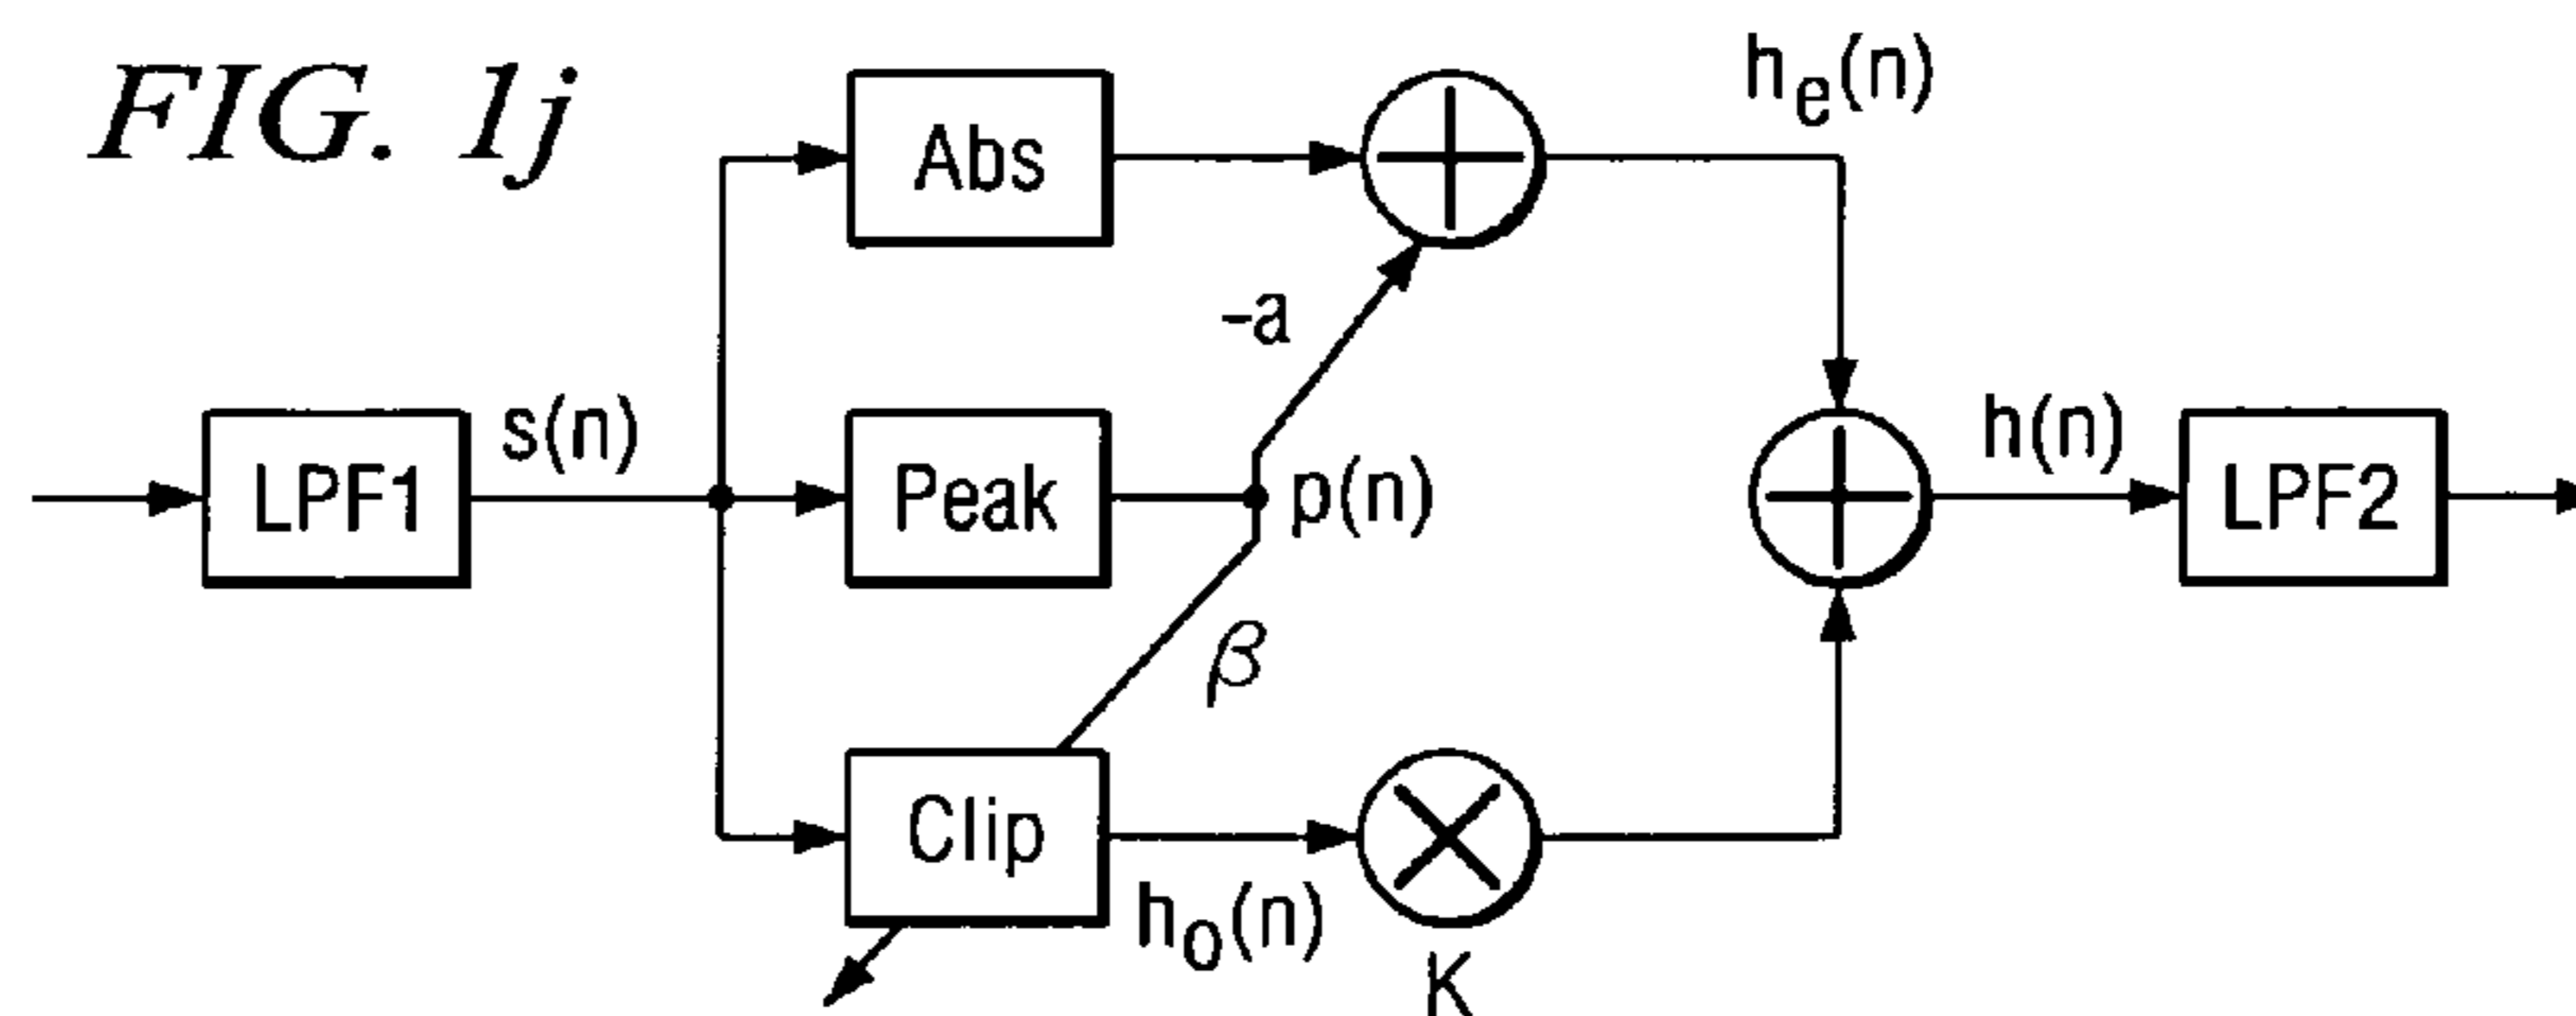 FIG. 1j
h_e(n)
Abs
-a
s(n)
h(n)
LPF1
Peak
p(n)
LPF2
β
Clip
h_o(n)
K